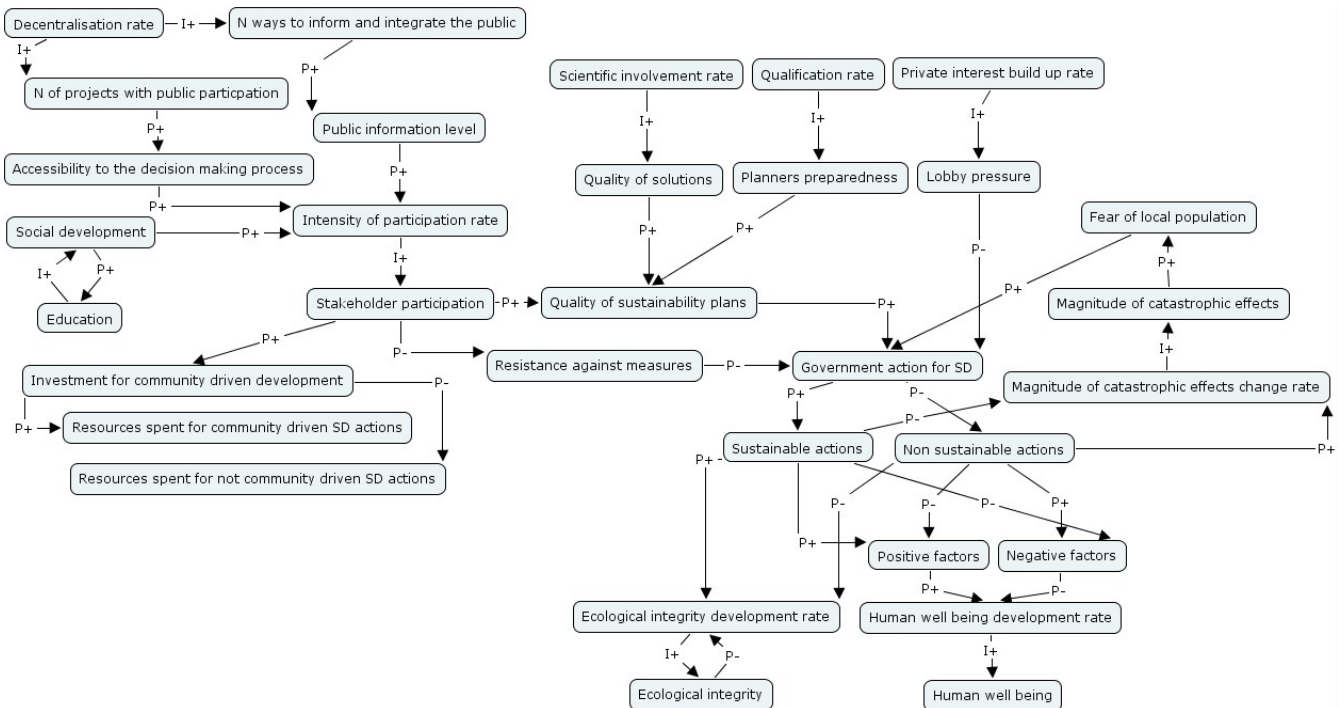 Decentralisation rate
I+
N ways to inform and integrate the public
I+
P+
N of projects with public particpation
Scientific involvement rate
Qualification rate
Private interest build up rate
P+
Public information level
I+
I+
I+
Accessibility to the decision making process
P+
Quality of solutions
Planners preparedness
Lobby pressure
P+
Intensity of participation rate
Fear of local population
Social development
P+
P+
P+
P-
I+
P+
I+
P+
Education
Stakeholder participation
P+
Quality of sustainability plans
P+
P+
Magnitude of catastrophic effects
P+
P-
Resistance against measures
P-
Government action for SD
I+
Investment for community driven development
P-
P+
P-
Magnitude of catastrophic effects change rate
P+
Resources spent for community driven SD actions
P-
Sustainable actions
Non sustainable actions
P+
Resources spent for not community driven SD actions
P+
P-
P-
P-
P+
P+
Positive factors
Negative factors
P+
P-
Ecological integrity development rate
Human well being development rate
I+
P-
I+
Ecological integrity
Human well being